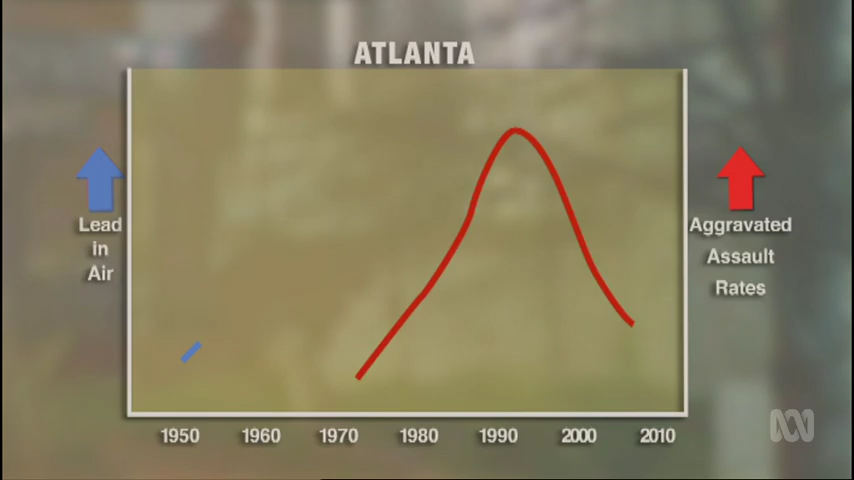 ATLANTA
Lead
in
Air
Aggravated
Assault
Rates
1950 1960 1970 1980 1990 2000 2010